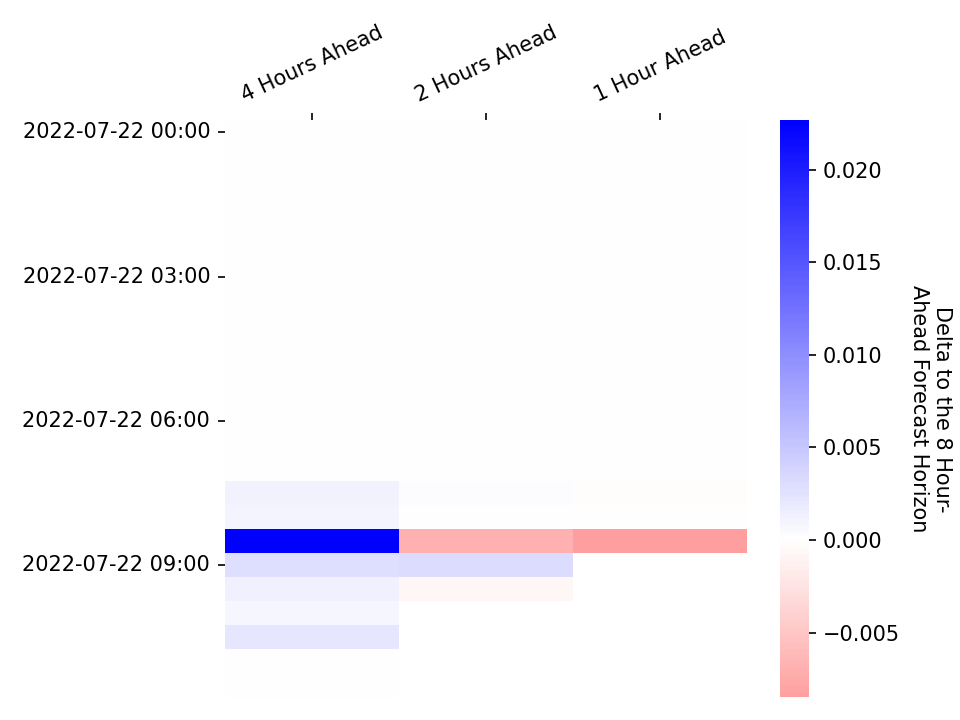 4 Hours Ahead
2 Hours Ahead
1 Hour Ahead
2022-07-22 00:00
2022-07-22 03:00
2022-07-22 06:00
2022-07-22 09:00
0.020
0.015
0.010
0.005
0.000
−0.005
Delta to the 8 Hour-
Ahead Forecast Horizon